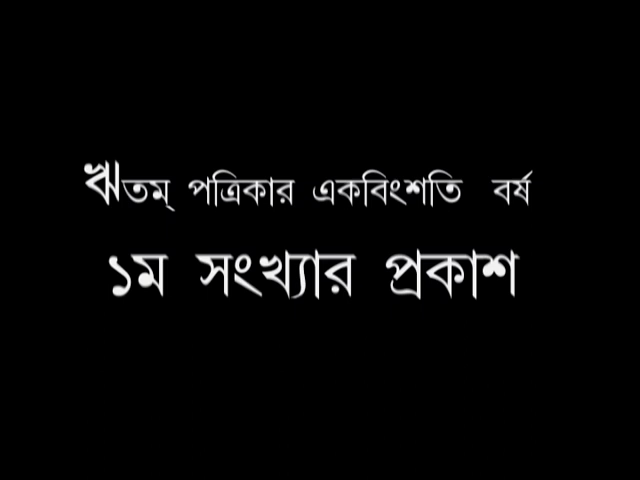 ঋতম্ পত্রিকার একবিংশতি বর্ষ
১ম সংখ্যার প্রকাশ